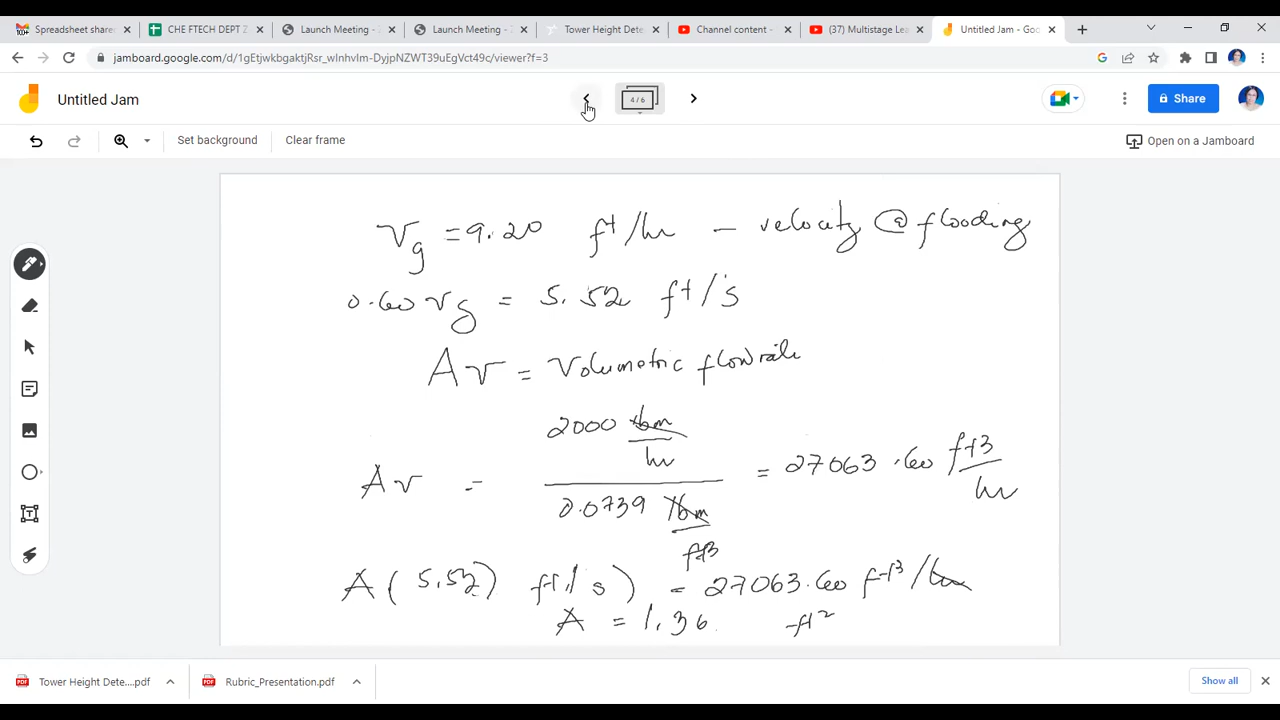 Spreadsheet share
CHE FTECH DEPT Z
Launch Meeting -
Launch Meeting -
Tower Height Dete
Channel content -
(37) Multistage Lea
Untitled Jam - Goo
jamboard.google.com/d/1gEtjwkbgaktjRsr_wInhvIm-DyjpNZWT39uEgVct49c/viewer?f=3
Untitled Jam
4 / 6
Share
Set background
Clear frame
Open on a Jamboard
Vg = 9.20 ft/hr - velocity @ flooding
0.60 Vg = 5.52 ft/s
AV = Volumetric flowrate
2000 lbm/hr
AV = = 27063.60 ft3/hr
0.0739 lbm/ft3
A (5.52) ft/s) = 27063.60 ft3/hr
A = 1.36 ft2
Tower Height Dete....pdf
Rubric_Presentation.pdf
Show all